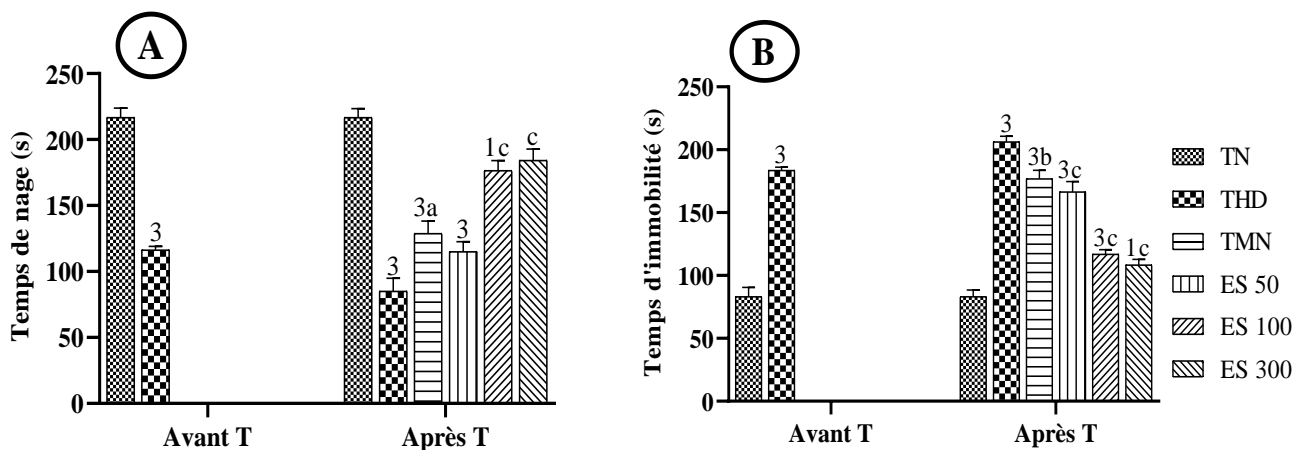 A
Temps de nage (s)
250
200
150
100
50
0
3
3
3a
3
1c
c
Avant T
Après T
B
Temps d'immobilité (s)
250
200
150
100
50
0
3
3
3b
3c
3c
1c
Avant T
Après T
TN
THD
TMN
ES 50
ES 100
ES 300